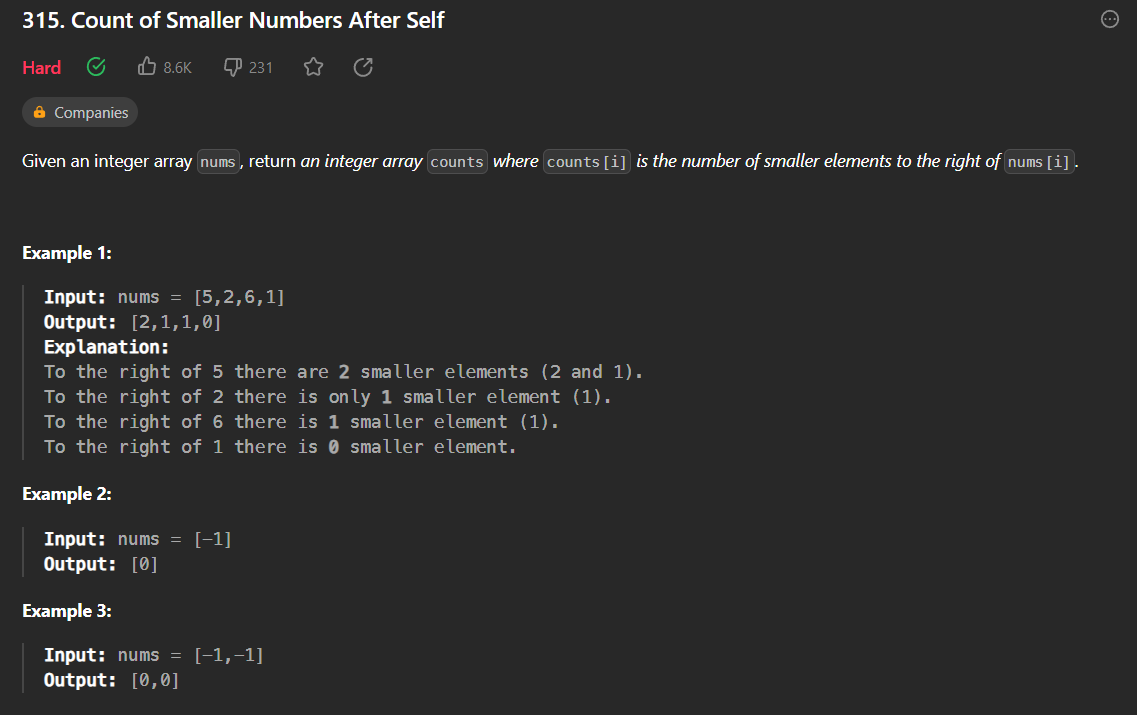 315. Count of Smaller Numbers After Self
Hard 8.6K 231
Companies
Given an integer array nums, return an integer array counts where counts[i] is the number of smaller elements to the right of nums[i].
Example 1:
Input: nums = [5,2,6,1]
Output: [2,1,1,0]
Explanation:
To the right of 5 there are 2 smaller elements (2 and 1).
To the right of 2 there is only 1 smaller element (1).
To the right of 6 there is 1 smaller element (1).
To the right of 1 there is 0 smaller element.
Example 2:
Input: nums = [-1]
Output: [0]
Example 3:
Input: nums = [-1,-1]
Output: [0,0]